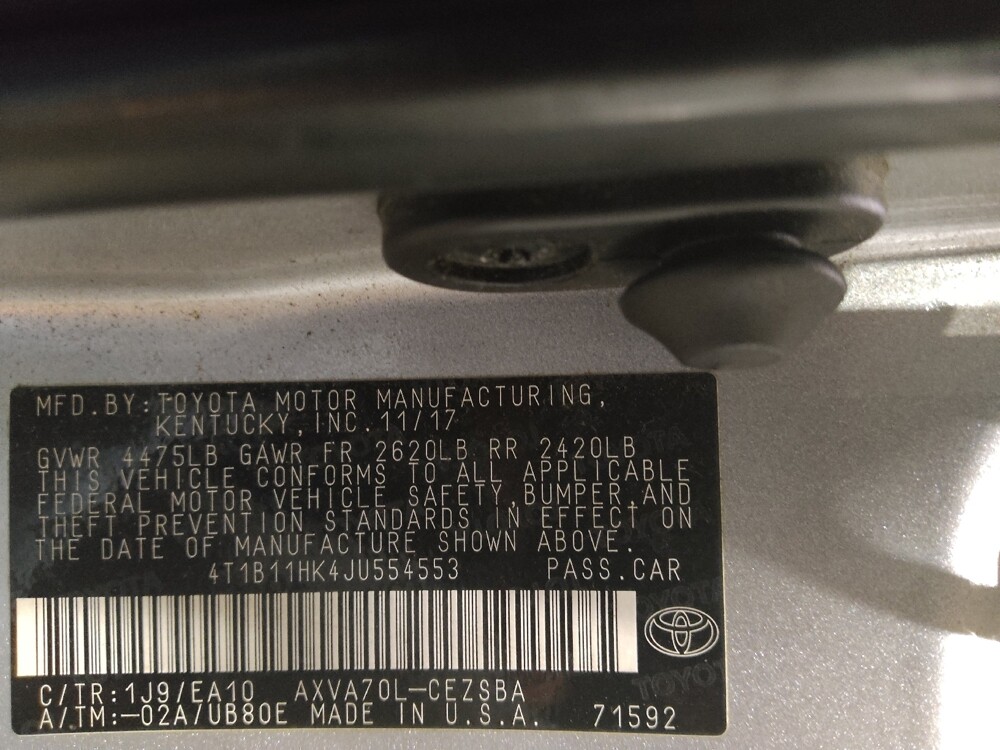 MFD.BY:TOYOTA MOTOR MANUFACTURING,
KENTUCKY,INC.11/17
GVWR 4475LB GAWR FR 2620LB RR 2420LB
THIS VEHICLE CONFORMS TO ALL APPLICABLE
FEDERAL MOTOR VEHICLE SAFETY,BUMPER,AND
THEFT PREVENTION STANDARDS IN EFFECT ON
THE DATE OF MANUFACTURE SHOWN ABOVE.
4T1B11HK4JU554553 PASS.CAR
C/TR:1J9/EA10 AXVA70L-CEZSBA
A/TM:-02A/UB80E MADE IN U.S.A. 71592
TOYOTA